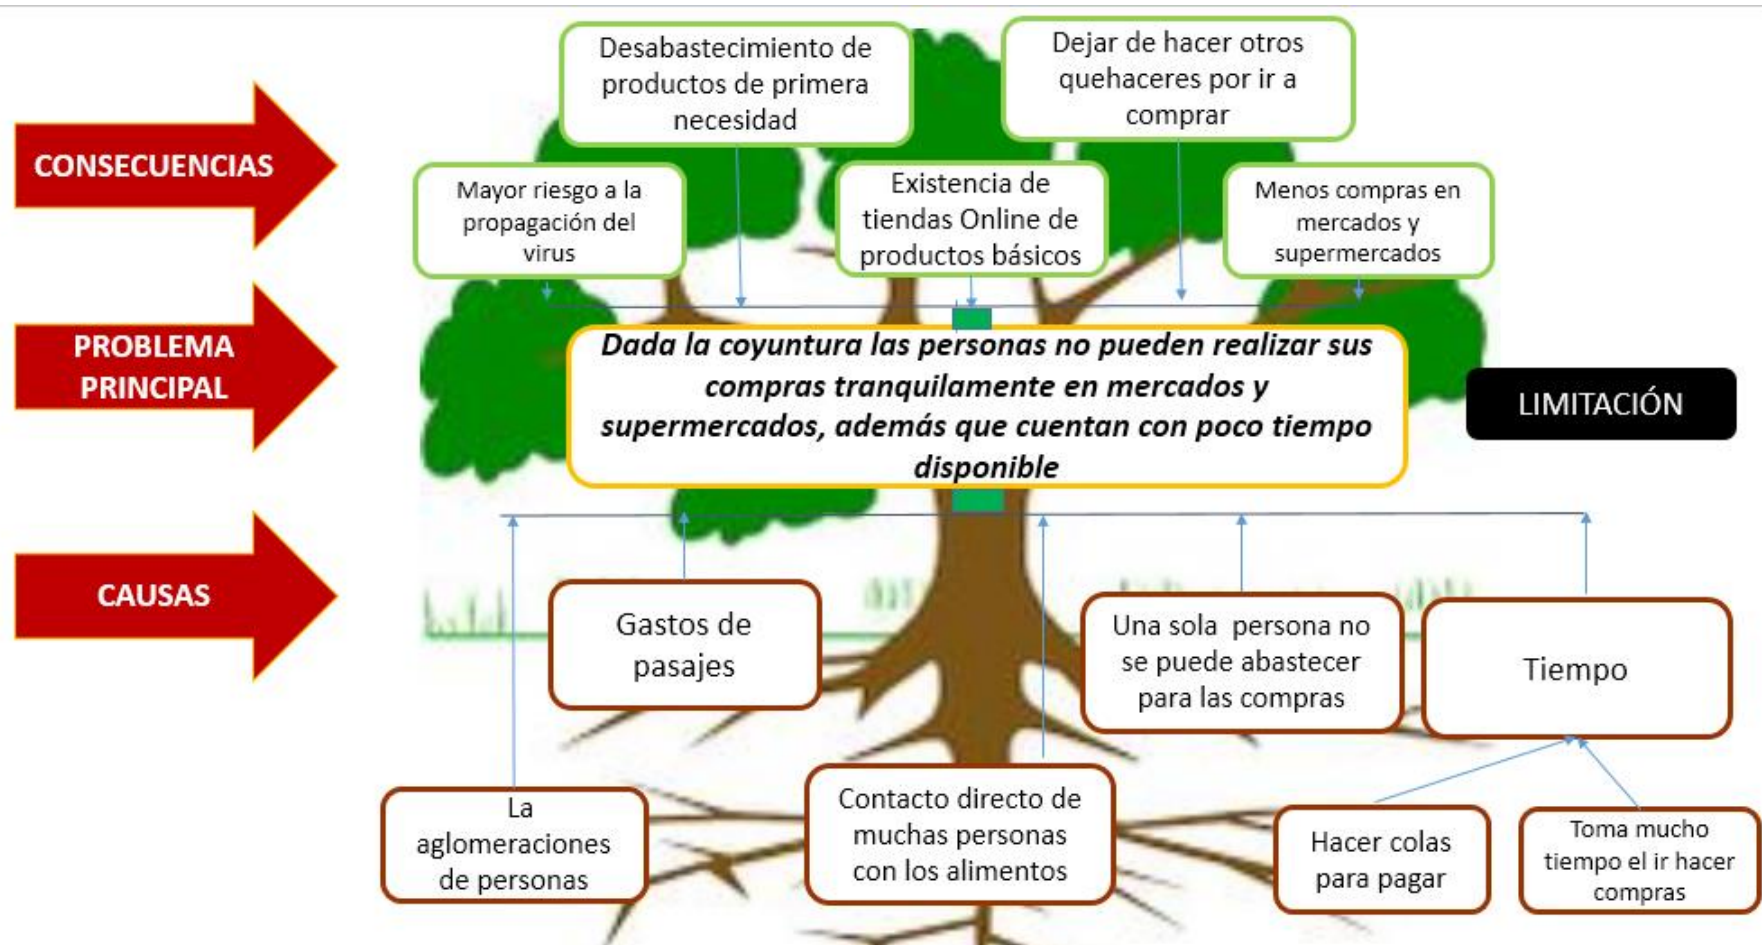 Desabastecimiento de
productos de primera
necesidad
Dejar de hacer otros
quehaceres por ir a
comprar
CONSECUENCIAS
Mayor riesgo a la
propagación del
virus
Existencia de
tiendas Online de
productos básicos
Menos compras en
mercados y
supermercados
PROBLEMA
PRINCIPAL
Dada la coyuntura las personas no pueden realizar sus
compras tranquilamente en mercados y
supermercados, además que cuentan con poco tiempo
disponible
LIMITACIÓN
CAUSAS
Gastos de
pasajes
Una sola persona no
se puede abastecer
para las compras
Tiempo
La
aglomeraciones
de personas
Contacto directo de
muchas personas
con los alimentos
Hacer colas
para pagar
Toma mucho
tiempo el ir hacer
compras